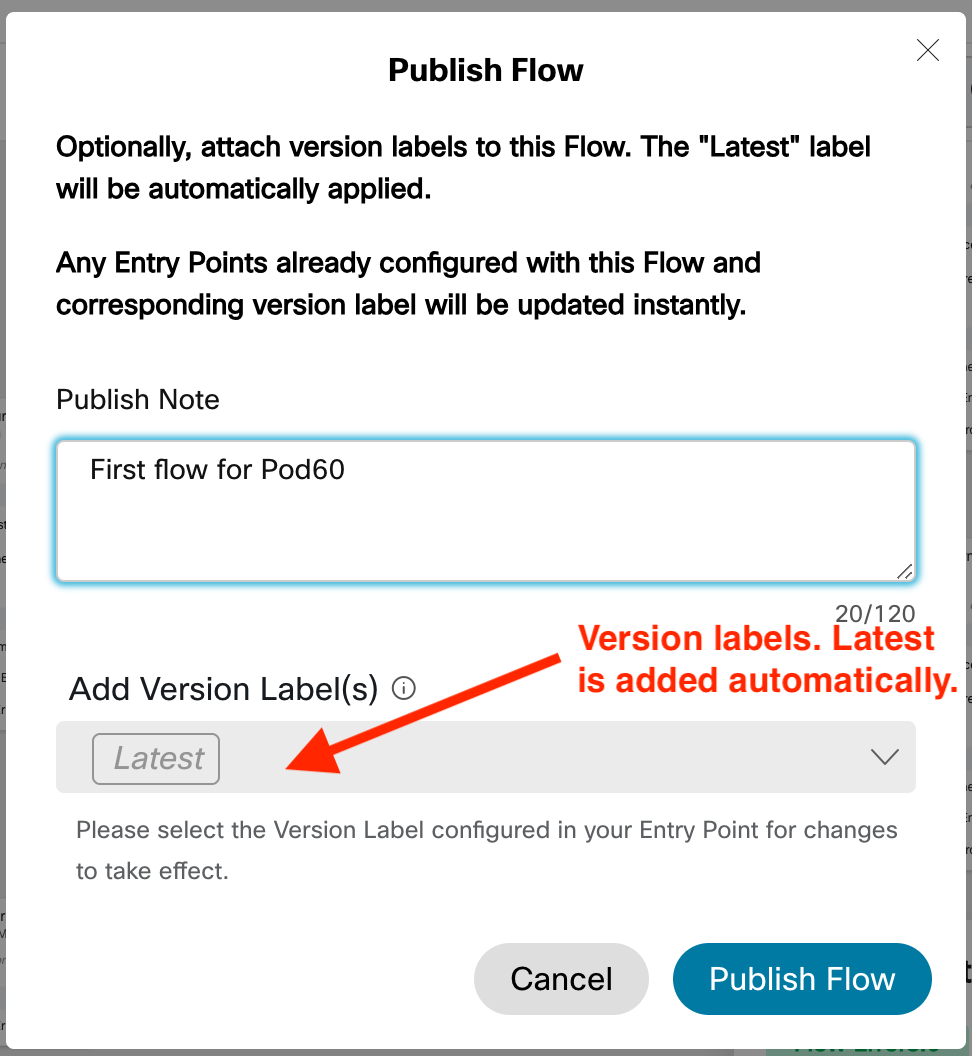 Publish Flow
Optionally, attach version labels to this Flow. The "Latest" label
will be automatically applied.
Any Entry Points already configured with this Flow and
corresponding version label will be updated instantly.
Publish Note
First flow for Pod60
20/120
Version labels. Latest
is added automatically.
Add Version Label(s)
Latest
Please select the Version Label configured in your Entry Point for changes
to take effect.
Cancel
Publish Flow